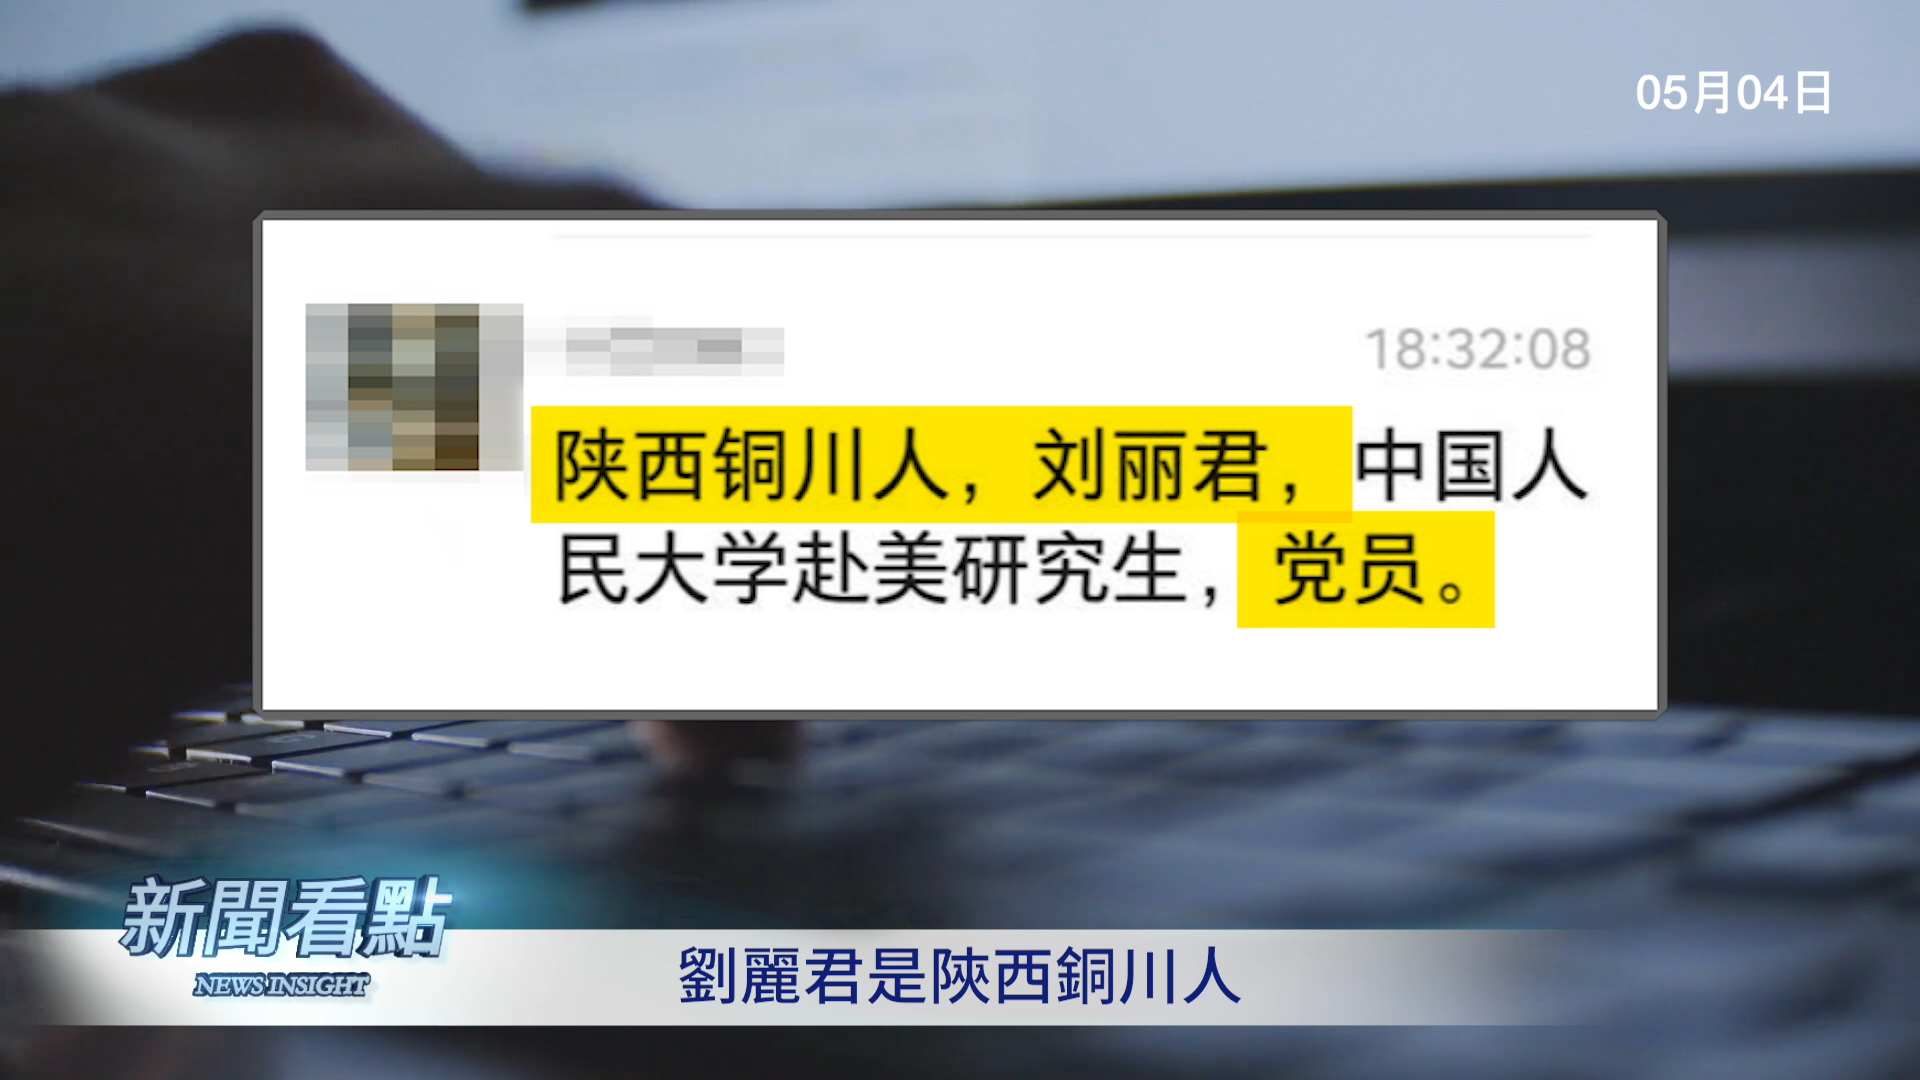 05月04日
18:32:08
陕西铜川人，刘丽君，中国人
民大学赴美研究生，党员。
新聞看點
NEWS INSIGHT
劉麗君是陝西銅川人